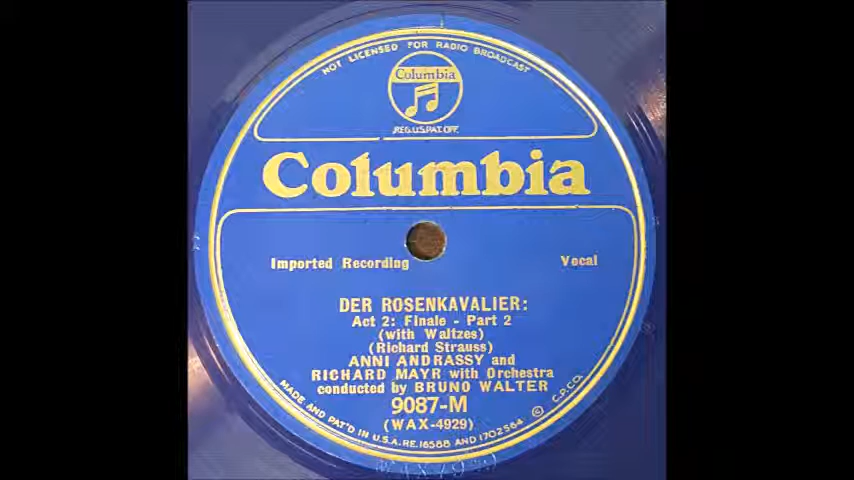 NOT LICENSED FOR RADIO BROADCAST
Columbia
REG.U.S.PAT.OFF.
Columbia
Imported Recording
Vocal
DER ROSENKAVALIER:
Act 2: Finale - Part 2
(with Waltzes)
(Richard Strauss)
ANNI ANDRASSY and
RICHARD MAYR with Orchestra
conducted by BRUNO WALTER
9087-M
(WAX-4929)
MADE AND PAT'D IN U.S.A. RE. 16588 AND 1702564 © C.P.CO.